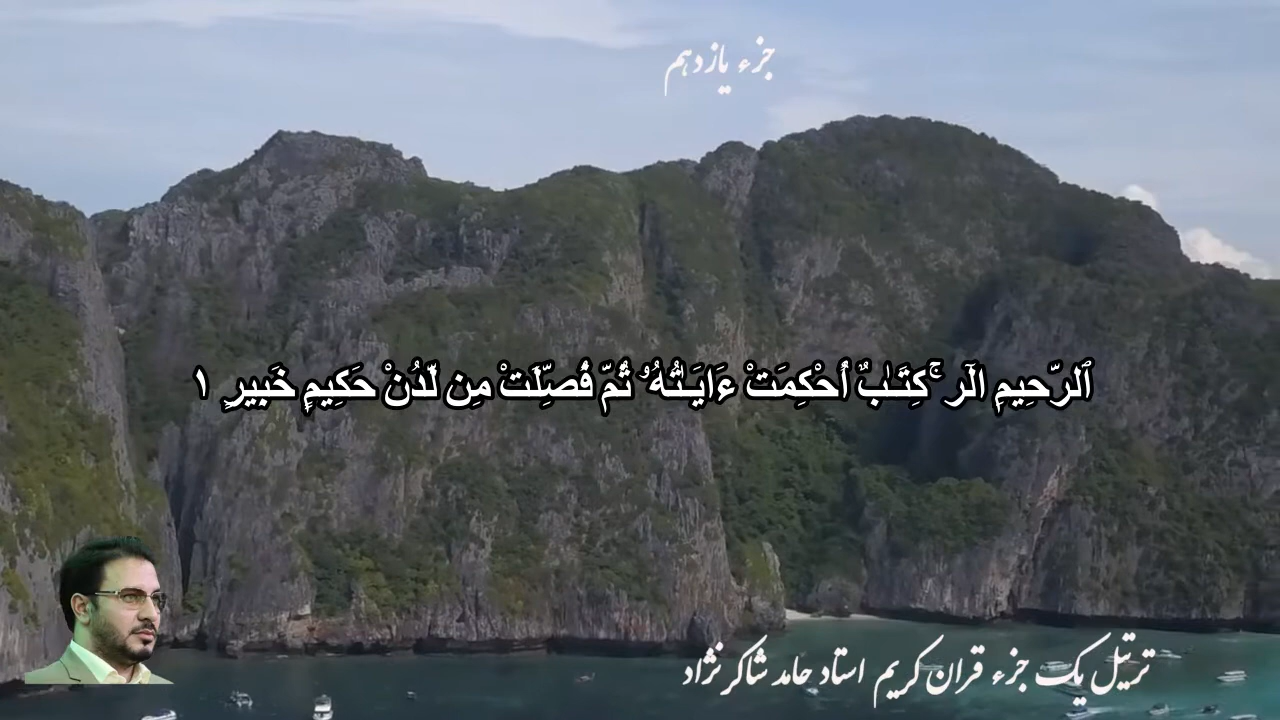 جزء یازدهم
ٱلرَّحِيمِ الٓر ۚ كِتَـٰبٌ أُحْكِمَتْ ءَايَـٰتُهُۥ ثُمَّ فُصِّلَتْ مِن لَّدُنْ حَكِيمٍ خَبِيرٍ ١
ترتیل یک جزء قران کریم استاد حامد شاکرنژاد